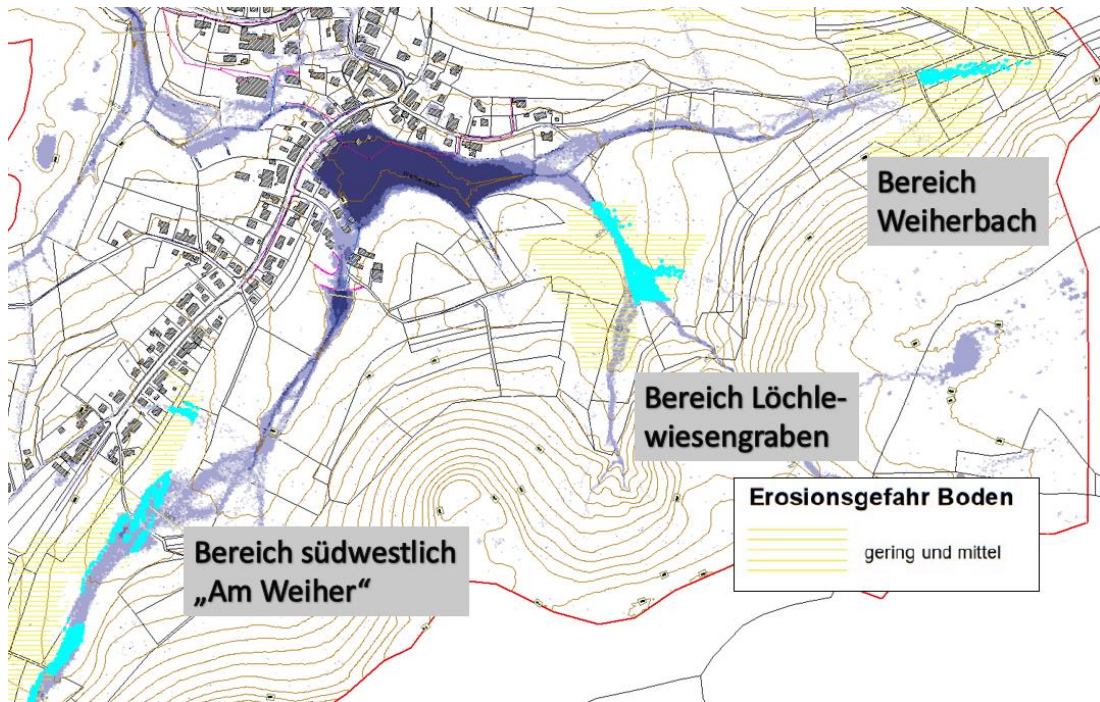 Bereich
Weiherbach
Bereich Löchle-
wiesengraben
Erosionsgefahr Boden
gering und mittel
Bereich südwestlich
„Am Weiher“